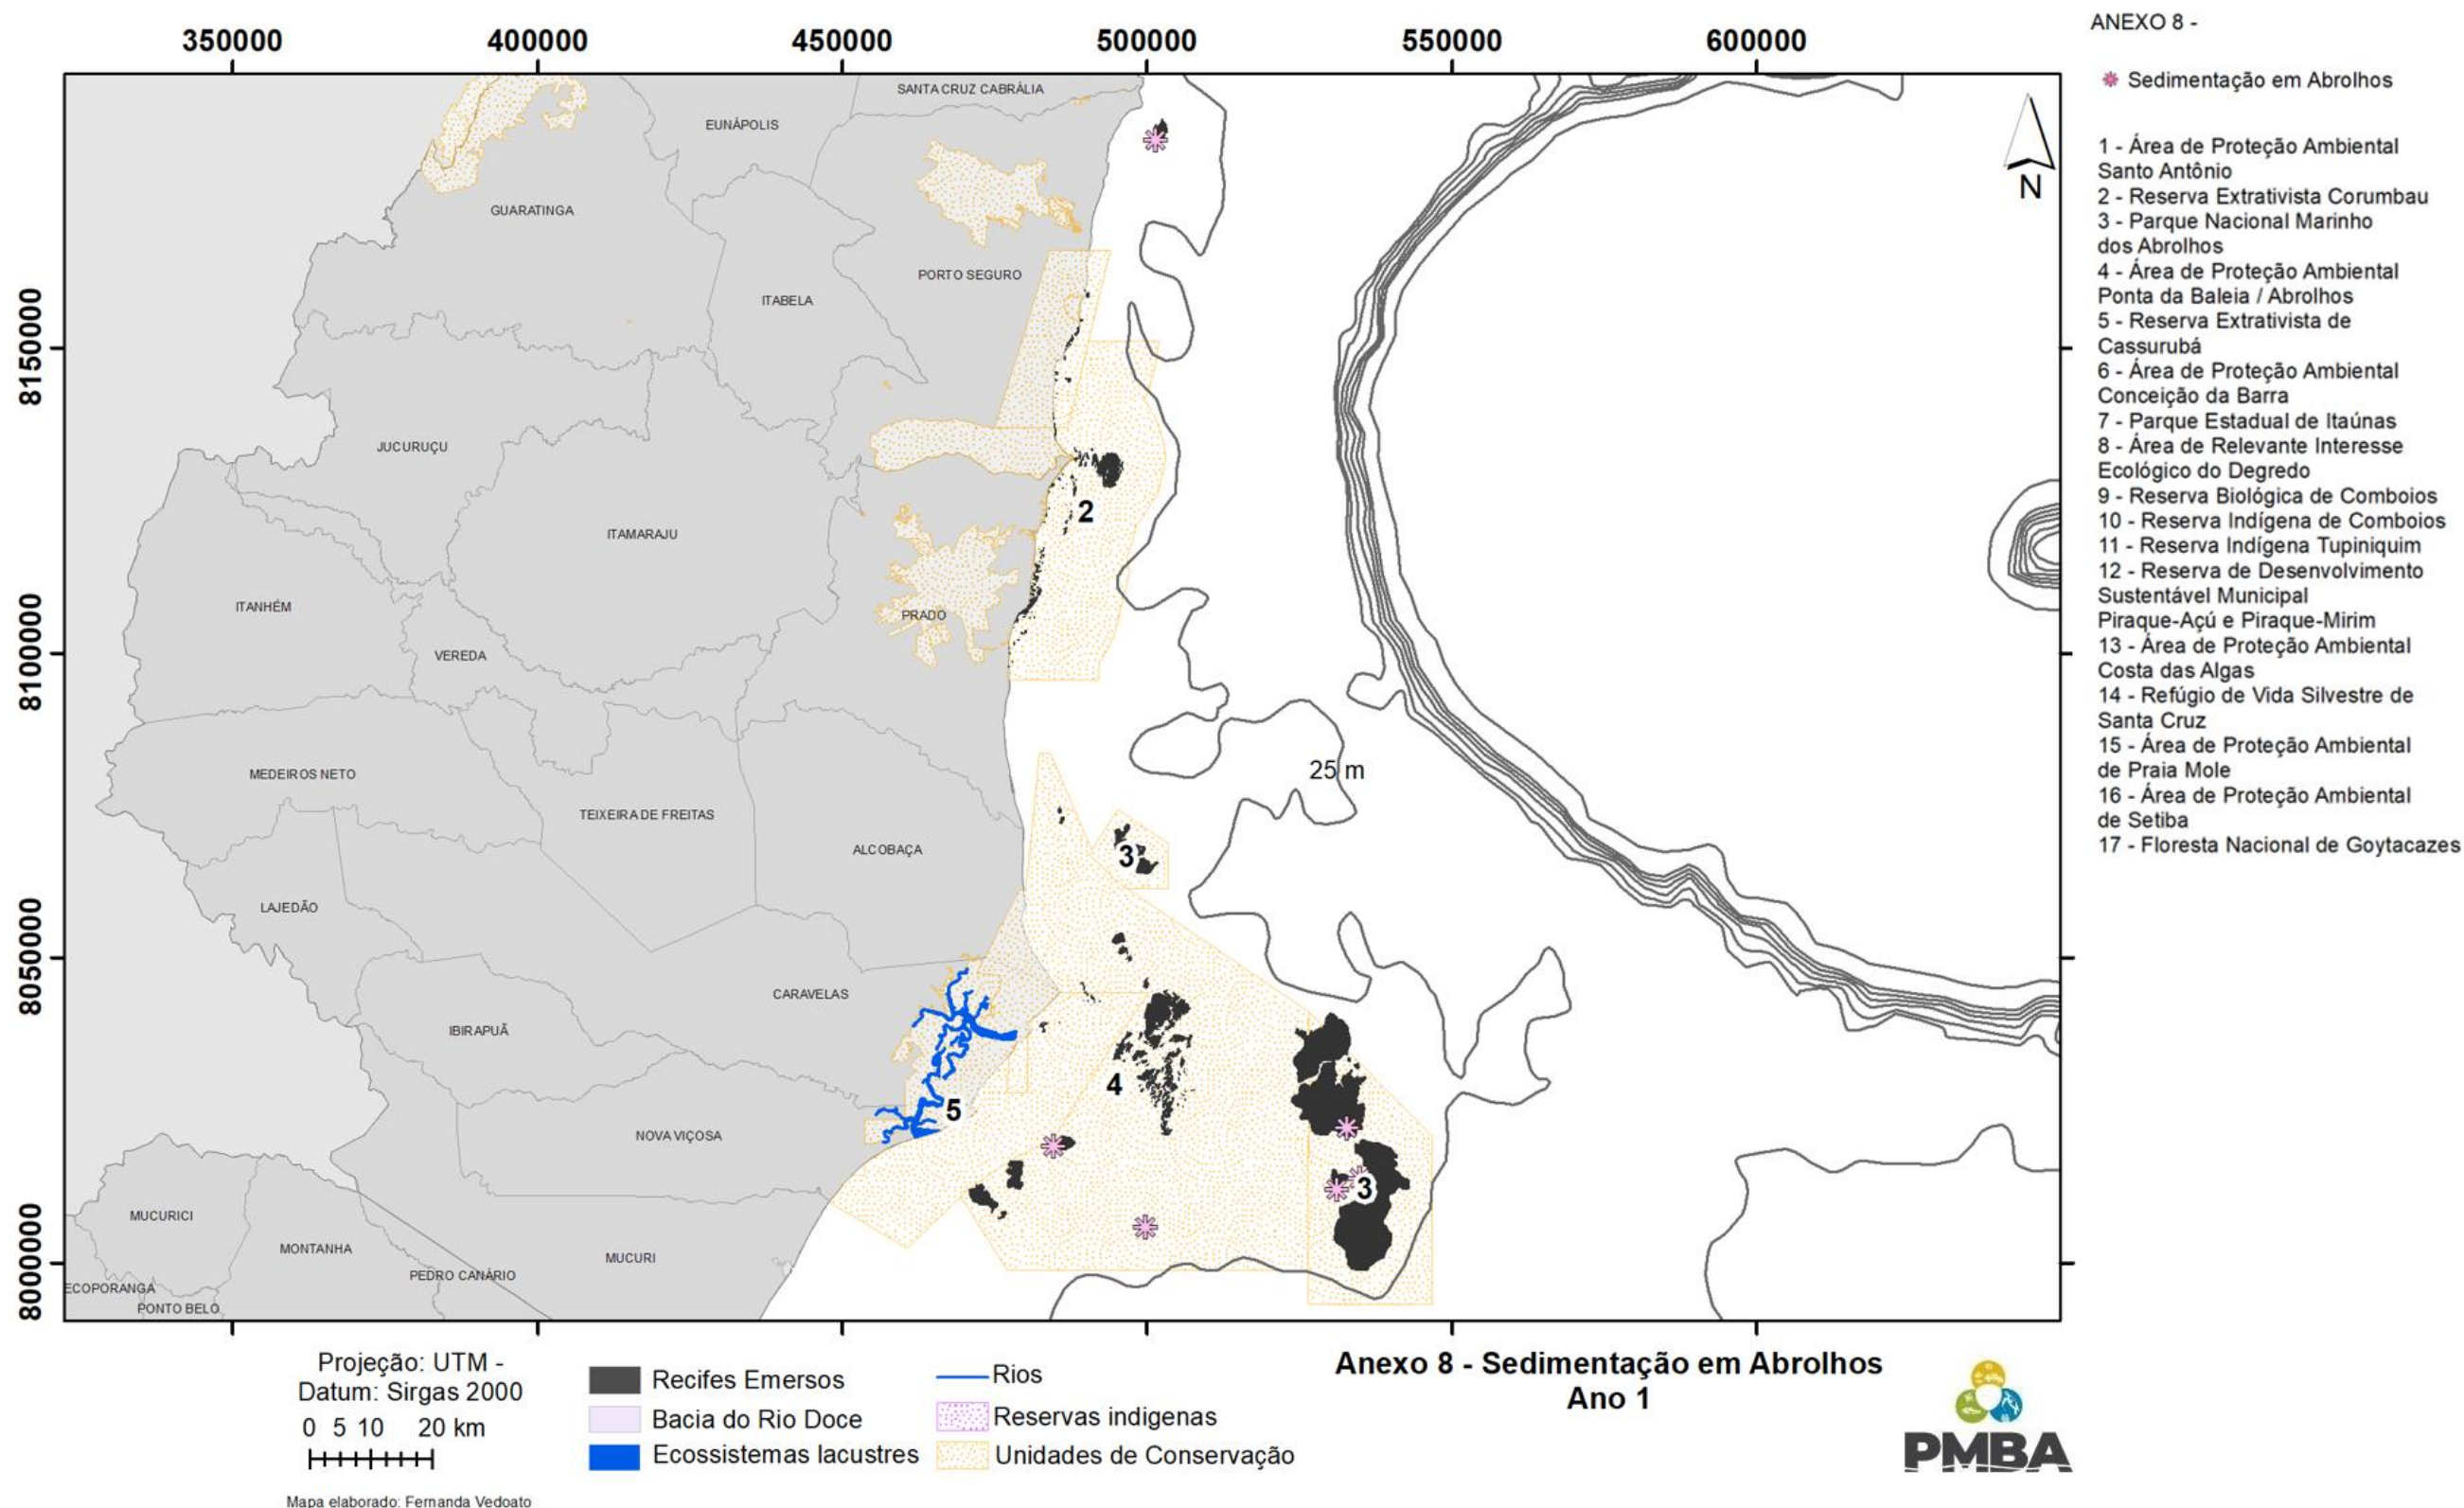 350000 400000 450000 500000 550000 600000
ANEXO 8 -
Sedimentação em Abrolhos
1 - Área de Proteção Ambiental
Santo Antônio
2 - Reserva Extrativista Corumbau
3 - Parque Nacional Marinho
dos Abrolhos
4 - Área de Proteção Ambiental
Ponta da Baleia / Abrolhos
5 - Reserva Extrativista de
Cassurubá
6 - Área de Proteção Ambiental
Conceição da Barra
7 - Parque Estadual de Itaúnas
8 - Área de Relevante Interesse
Ecológico do Degredo
9 - Reserva Biológica de Comboios
10 - Reserva Indígena de Comboios
11 - Reserva Indígena Tupiniquim
12 - Reserva de Desenvolvimento
Sustentável Municipal
Piraque-Açú e Piraque-Mirim
13 - Área de Proteção Ambiental
Costa das Algas
14 - Refúgio de Vida Silvestre de
Santa Cruz
15 - Área de Proteção Ambiental
de Praia Mole
16 - Área de Proteção Ambiental
de Setiba
17 - Floresta Nacional de Goytacazes
N
8150000
8100000
8050000
8000000
SANTA CRUZ CABRÁLIA
EUNÁPOLIS
GUARATINGA
PORTO SEGURO
ITABELA
JUCURUÇU
2
ITAMARAJU
ITANHÉM
PRADO
VEREDA
25 m
MEDEIROS NETO
TEIXEIRA DE FREITAS
ALCOBAÇA
3
LAJEDÃO
CARAVELAS
IBIRAPUÃ
4
5
NOVA VIÇOSA
3
MUCURICI
MONTANHA
MUCURI
PEDRO CANÁRIO
ECOPORANGA
PONTO BELO
Projeção: UTM -
Datum: Sirgas 2000
0 5 10 20 km
Mapa elaborado: Fernanda Vedoato
Recifes Emersos
Bacia do Rio Doce
Ecossistemas lacustres
Rios
Reservas indigenas
Unidades de Conservação
Anexo 8 - Sedimentação em Abrolhos
Ano 1
PMBA